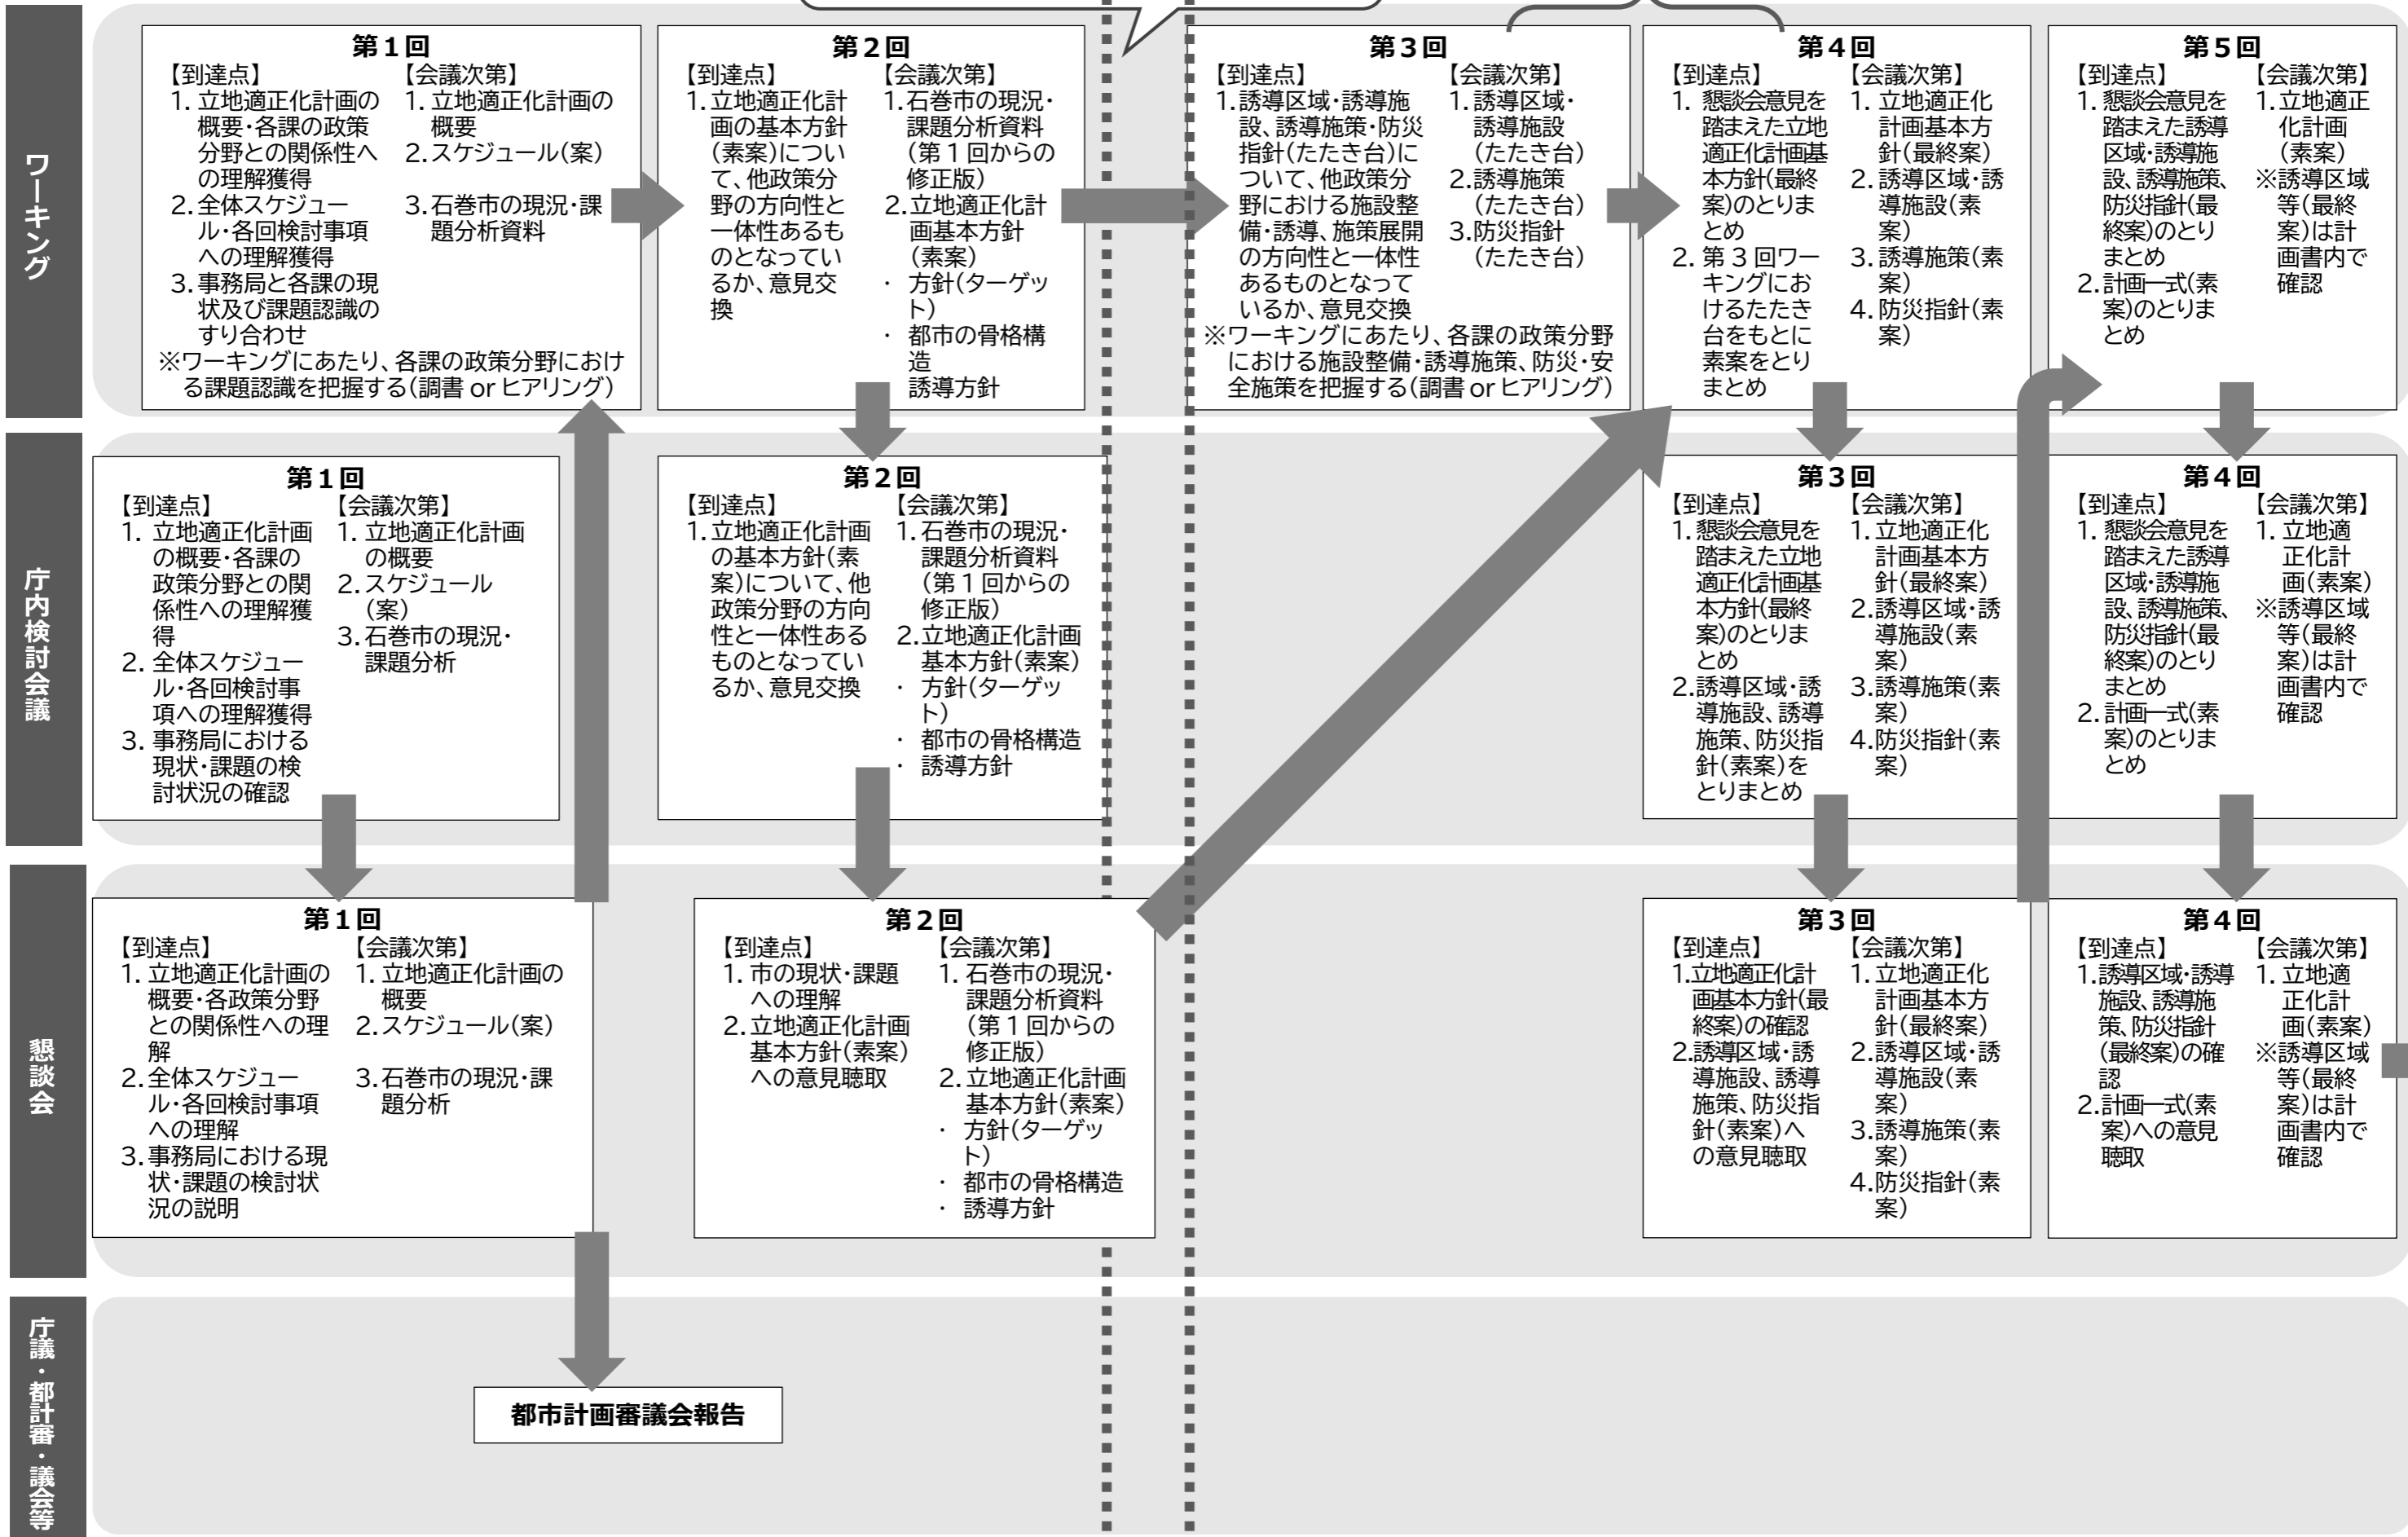 ワーキング
第1回
【到達点】
1. 立地適正化計画の
概要・各課の政策
分野との関係性へ
の理解獲得
2. 全体スケジュー
ル・各回検討事項
への理解獲得
3. 事務局と各課の現
状及び課題認識の
すり合わせ
【会議次第】
1. 立地適正化計画の
概要
2. スケジュール(案)
3. 石巻市の現況・課
題分析資料
※ワーキングにあたり、各課の政策分野におけ
る課題認識を把握する(調書 or ヒアリング)
第2回
【到達点】
1. 立地適正化計
画の基本方針
(素案)につい
て、他政策分
野の方向性と
一体性あるも
のとなってい
るか、意見交
換
【会議次第】
1. 石巻市の現況・
課題分析資料
(第1回からの
修正版)
2. 立地適正化計
画基本方針
(素案)
・ 方針(ターゲッ
ト)
・ 都市の骨格構
造
誘導方針
第3回
【到達点】
1. 誘導区域・誘導施
設、誘導施策・防災
指針(たたき台)に
ついて、他政策分
野における施設整
備・誘導、施策展開
の方向性と一体性
あるものとなって
いるか、意見交換
【会議次第】
1. 誘導区域・
誘導施設
(たたき台)
2. 誘導施策
(たたき台)
3. 防災指針
(たたき台)
※ワーキングにあたり、各課の政策分野
における施設整備・誘導施策、防災・安
全施策を把握する(調書 or ヒアリング)
第4回
【到達点】
1. 懇談会意見を
踏まえた立地
適正化計画基
本方針(最終
案)のとりま
とめ
2. 第3回ワー
キングにお
けるたたき
台をもとに
素案をとり
まとめ
【会議次第】
1. 立地適正化
計画基本方
針(最終案)
2. 誘導区域・誘
導施設(素
案)
3. 誘導施策(素
案)
4. 防災指針(素
案)
第5回
【到達点】
1. 懇談会意見を
踏まえた誘導
区域・誘導施
設、誘導施策、
防災指針(最
終案)のとり
まとめ
2. 計画一式(素
案)のとりま
とめ
【会議次第】
1. 立地適正
化計画
(素案)
※誘導区域
等(最終
案)は計
画書内で
確認
庁内検討会議
第1回
【到達点】
1. 立地適正化計画
の概要・各課の
政策分野との関
係性への理解獲
得
2. 全体スケジュー
ル・各回検討事
項への理解獲得
3. 事務局における
現状・課題の検
討状況の確認
【会議次第】
1. 立地適正化計画
の概要
2. スケジュール
(案)
3. 石巻市の現況・
課題分析
第2回
【到達点】
1. 立地適正化計画
の基本方針(素
案)について、他
政策分野の方向
性と一体性ある
ものとなってい
るか、意見交換
【会議次第】
1. 石巻市の現況・
課題分析資料
(第1回からの
修正版)
2. 立地適正化計画
基本方針(素案)
・ 方針(ターゲッ
ト)
・ 都市の骨格構造
・ 誘導方針
第3回
【到達点】
1. 懇談会意見を
踏まえた立地
適正化計画基
本方針(最終
案)のとりま
とめ
2. 誘導区域・誘
導施設、誘導
施策、防災指
針(素案)を
とりまとめ
【会議次第】
1. 立地適正化
計画基本方
針(最終案)
2. 誘導区域・誘
導施設(素
案)
3. 誘導施策(素
案)
4. 防災指針(素
案)
第4回
【到達点】
1. 懇談会意見を
踏まえた誘導
区域・誘導施
設、誘導施策、
防災指針(最
終案)のとり
まとめ
2. 計画一式(素
案)のとりま
とめ
【会議次第】
1. 立地適
正化計
画(素案)
※誘導区域
等(最終
案)は計
画書内で
確認
懇談会
第1回
【到達点】
1. 立地適正化計画の
概要・各政策分野
との関係性への理
解
2. 全体スケジュー
ル・各回検討事項
への理解
3. 事務局における現
状・課題の検討状
況の説明
【会議次第】
1. 立地適正化計画の
概要
2. スケジュール(案)
3. 石巻市の現況・課
題分析
第2回
【到達点】
1. 市の現状・課題
への理解
2. 立地適正化計画
基本方針(素案)
への意見聴取
【会議次第】
1. 石巻市の現況・
課題分析資料
(第1回からの
修正版)
2. 立地適正化計画
基本方針(素案)
・ 方針(ターゲッ
ト)
・ 都市の骨格構造
・ 誘導方針
第3回
【到達点】
1. 立地適正化計
画基本方針(最
終案)の確認
2. 誘導区域・誘
導施設、誘導
施策、防災指
針(素案)へ
の意見聴取
【会議次第】
1. 立地適正化
計画基本方
針(最終案)
2. 誘導区域・誘
導施設(素
案)
3. 誘導施策(素
案)
4. 防災指針(素
案)
第4回
【到達点】
1. 誘導区域・誘導
施設、誘導施
策、防災指針
(最終案)の確
認
2. 計画一式(素
案)への意見
聴取
【会議次第】
1. 立地適
正化計
画(素案)
※誘導区域
等(最終
案)は計
画書内で
確認
庁議・都計審・議会等
都市計画審議会報告